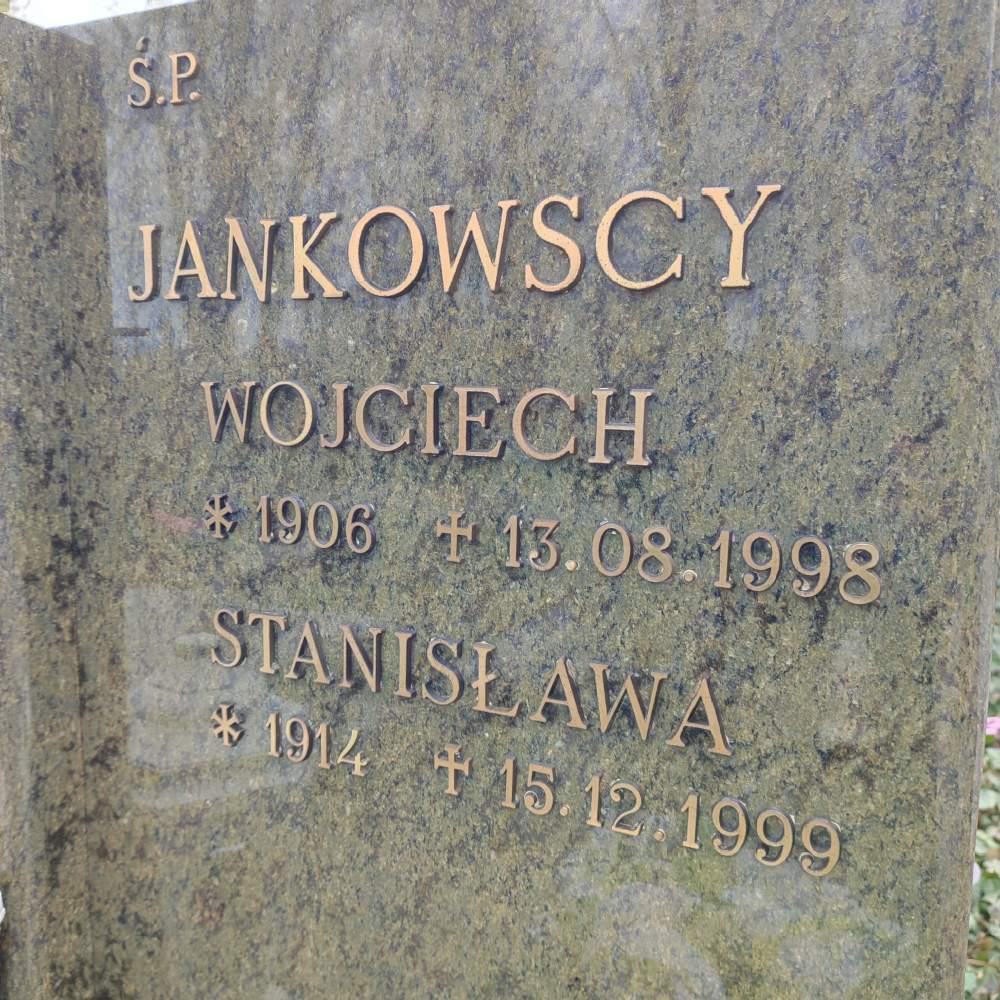 Ś.P.
JANKOWSCY
WOJCIECH
* 1906 ✝ 13.08.1998
STANISŁAWA
* 1914 ✝ 15.12.1999